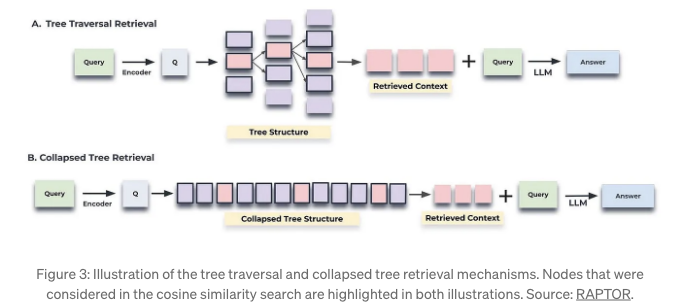 A. Tree Traversal Retrieval
Query
Encoder
Q
Tree Structure
Retrieved Context
+
Query
LLM
Answer
B. Collapsed Tree Retrieval
Query
Encoder
Q
Collapsed Tree Structure
Retrieved Context
+
Query
LLM
Answer
Figure 3: Illustration of the tree traversal and collapsed tree retrieval mechanisms. Nodes that were
considered in the cosine similarity search are highlighted in both illustrations. Source: RAPTOR.